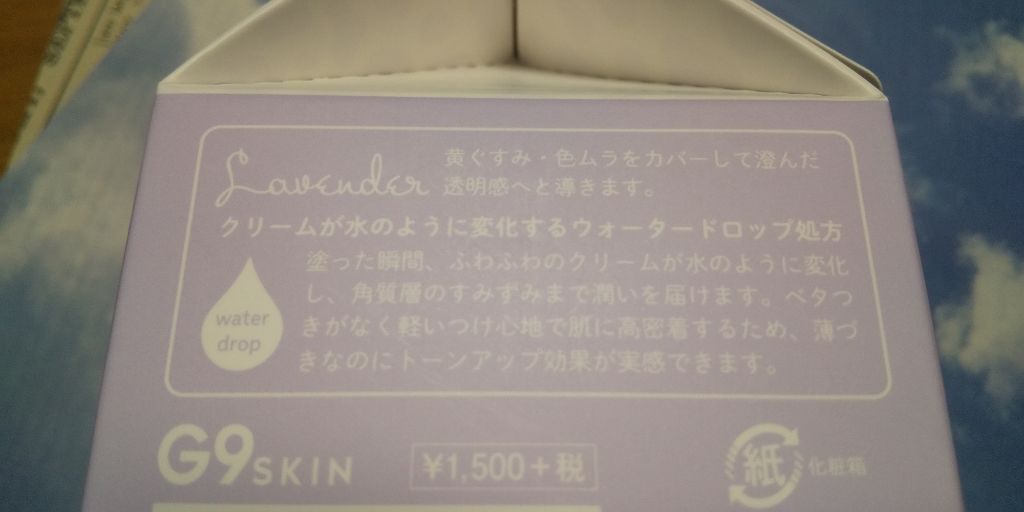 Lavender
黄ぐすみ・色ムラをカバーして澄んだ
透明感へと導きます。
クリームが水のように変化するウォータードロップ処方
water
drop
塗った瞬間、ふわふわのクリームが水のように変化
し、角質層のすみずみまで潤いを届けます。ベタつ
きがなく軽いつけ心地で肌に高密着するため、薄づ
きなのにトーンアップ効果が実感できます。
G9SKIN
¥1,500+税
紙
化粧箱